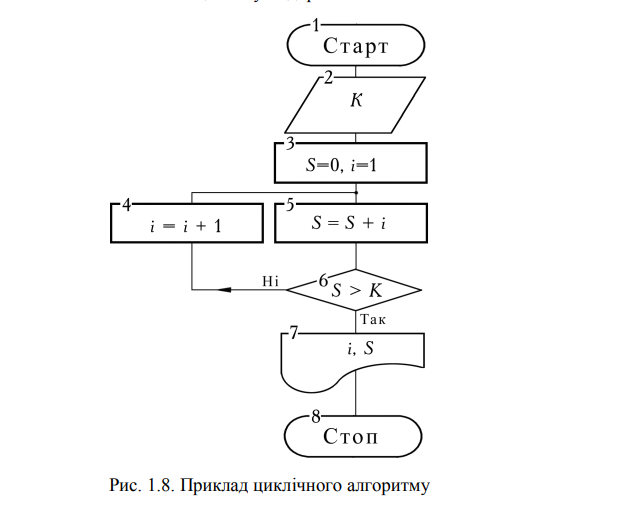 1
Старт
2
К
3
S=0, i=1
4
i = i + 1
5
S = S + i
6
S > K
Ні
Так
7
i, S
8
Стоп
Рис. 1.8. Приклад циклічного алгоритму